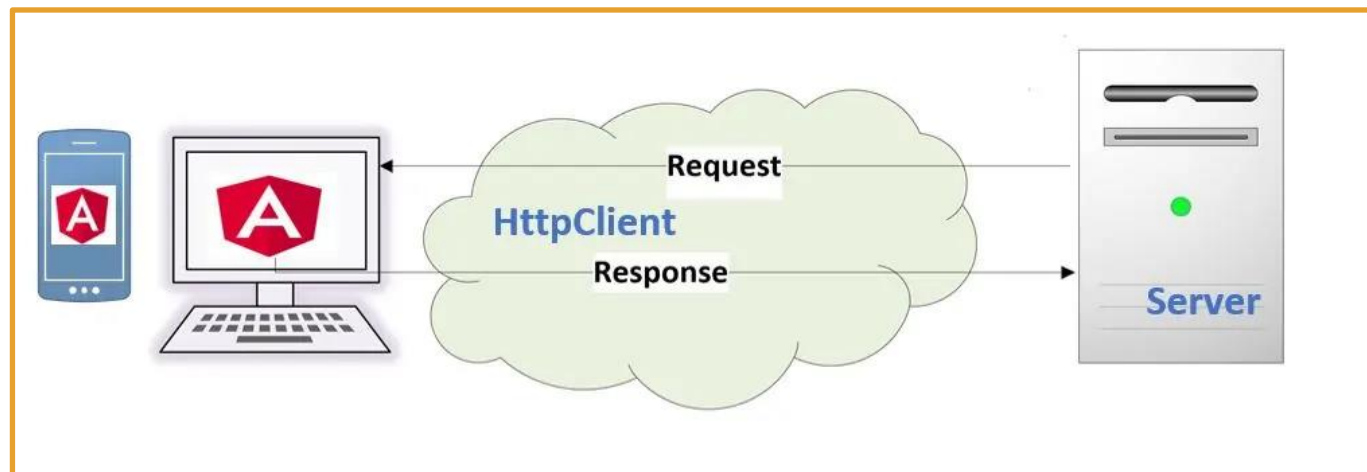 Request
HttpClient
Response
Server
A
A